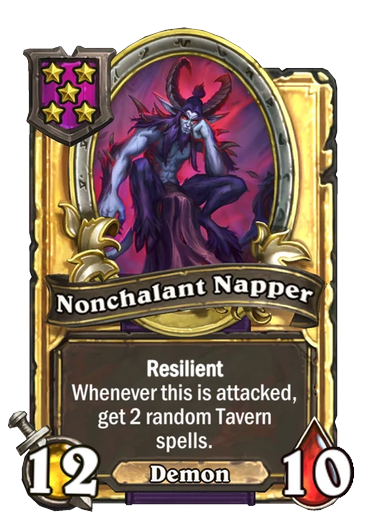 Nonchalant Napper
Resilient
Whenever this is attacked,
get 2 random Tavern
spells.
12
Demon
10